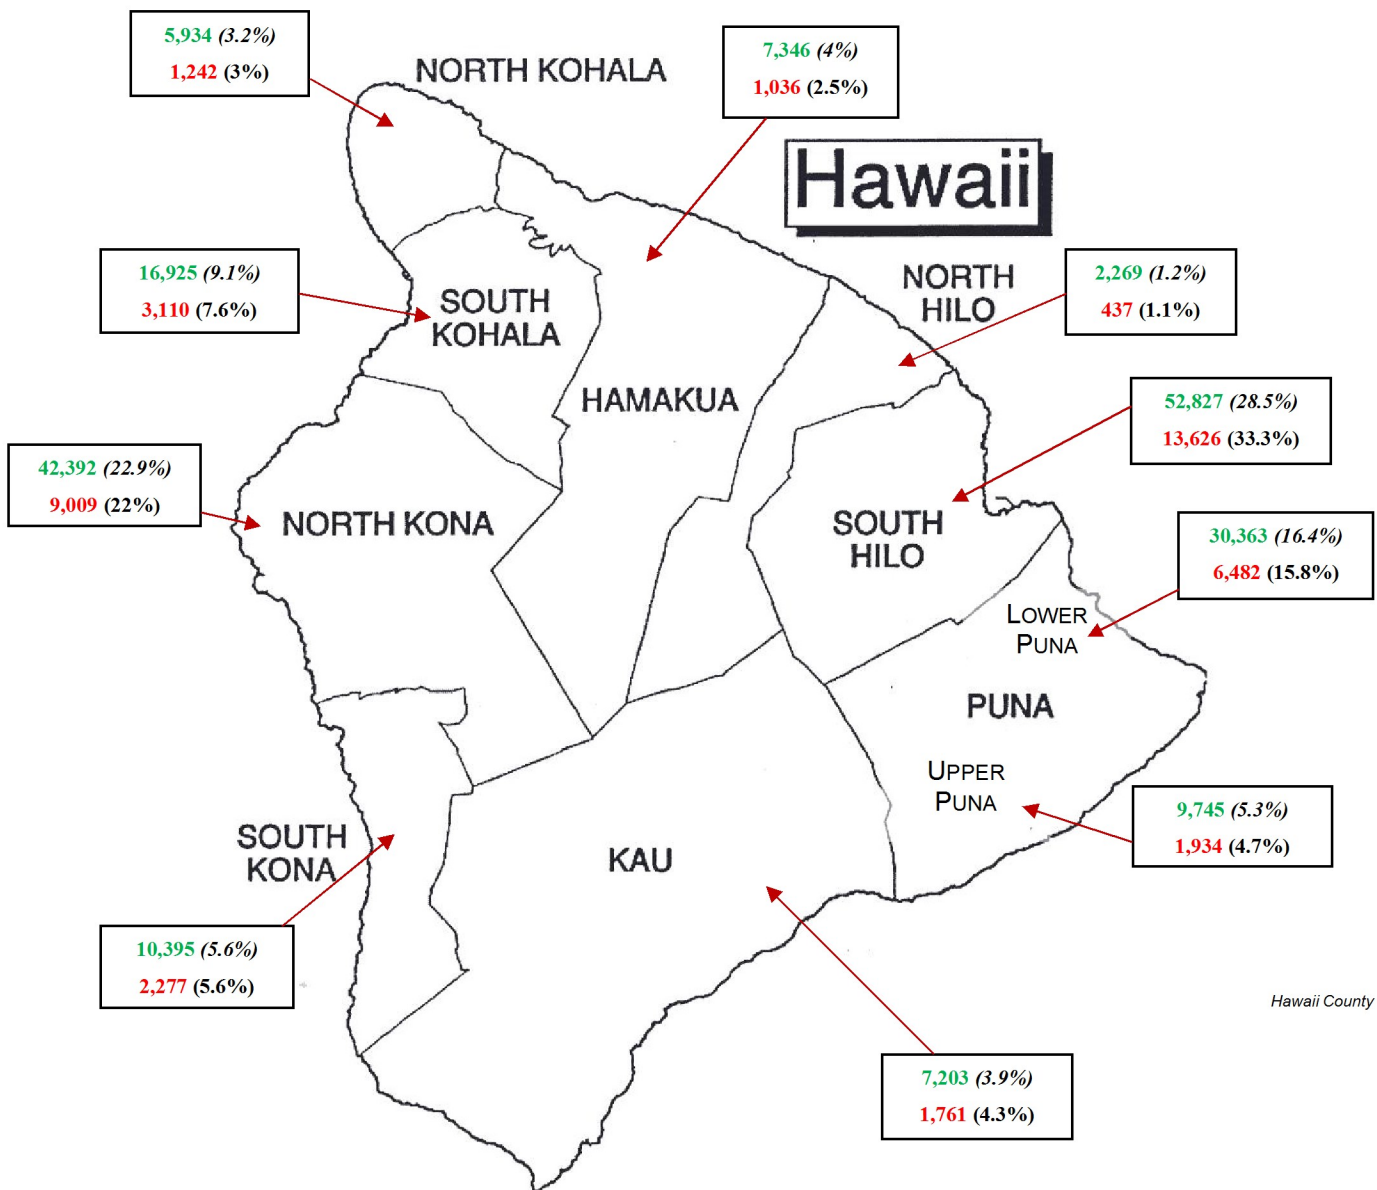 5,934 (3.2%)
1,242 (3%)
NORTH KOHALA
7,346 (4%)
1,036 (2.5%)
Hawaii
16,925 (9.1%)
3,110 (7.6%)
SOUTH
KOHALA
NORTH
HILO
2,269 (1.2%)
437 (1.1%)
HAMAKUA
52,827 (28.5%)
13,626 (33.3%)
42,392 (22.9%)
9,009 (22%)
NORTH KONA
SOUTH
HILO
30,363 (16.4%)
6,482 (15.8%)
LOWER
PUNA
PUNA
UPPER
PUNA
9,745 (5.3%)
1,934 (4.7%)
SOUTH
KONA
KAU
10,395 (5.6%)
2,277 (5.6%)
Hawaii County
7,203 (3.9%)
1,761 (4.3%)